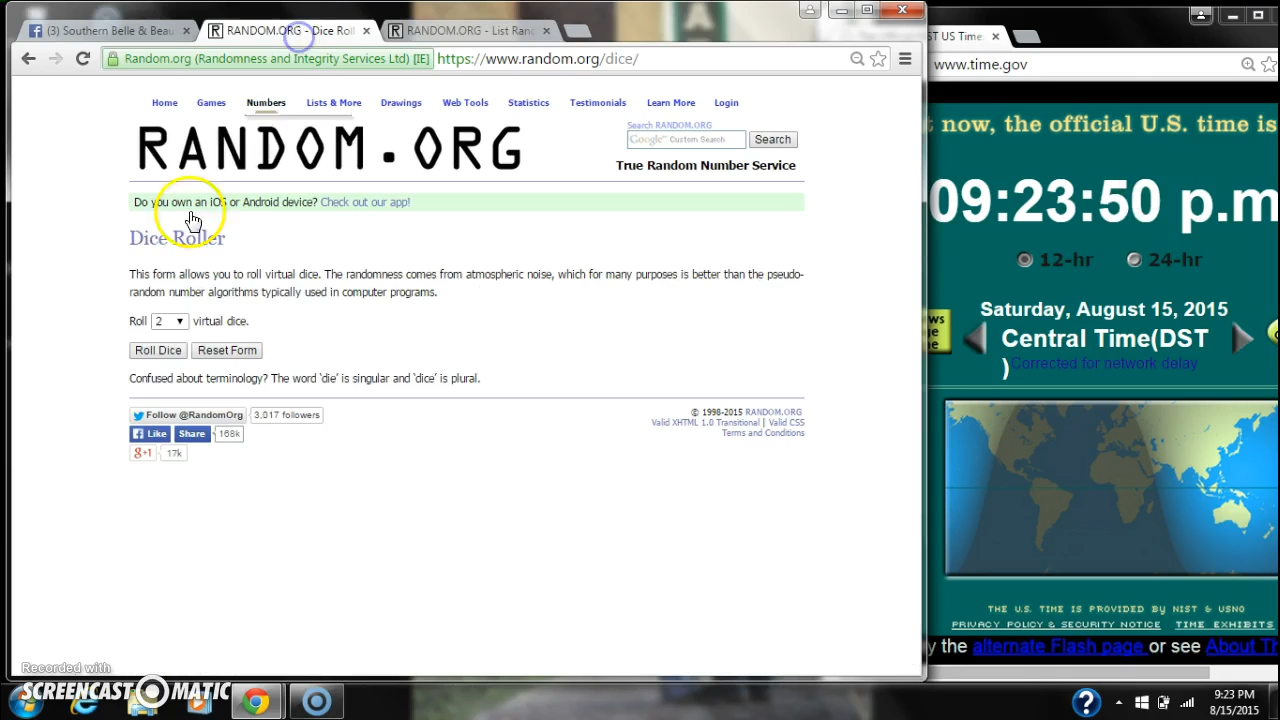 (3) Southern Belle & Beau
RANDOM.ORG - Dice Roll
RANDOM.ORG - List Ran
Random.org (Randomness and Integrity Services Ltd) [IE]
https://www.random.org/dice/
Home Games Numbers Lists & More Drawings Web Tools Statistics Testimonials Learn More Login
RANDOM.ORG
Search RANDOM.ORG
Google™ Custom Search
Search
True Random Number Service
Do you own an iOS or Android device? Check out our app!
Dice Roller
This form allows you to roll virtual dice. The randomness comes from atmospheric noise, which for many purposes is better than the pseudo-
random number algorithms typically used in computer programs.
Roll 2 virtual dice.
Roll Dice Reset Form
Confused about terminology? The word ‘die’ is singular and ‘dice’ is plural.
Follow @RandomOrg 3,017 followers
Like Share 168k
g+1 17k
© 1998-2015 RANDOM.ORG
Valid XHTML 1.0 Transitional | Valid CSS
Terms and Conditions
ST US Time:
www.time.gov
t now, the official U.S. time is
09:23:50 p.m
12-hr 24-hr
Saturday, August 15, 2015
Central Time(DST
)
Corrected for network delay
THE U.S. TIME IS PROVIDED BY NIST & USNO
PRIVACY POLICY & SECURITY NOTICE TIME EXHIBITS
y the alternate Flash page or see About Th
Recorded with
SCREENCAST MATIC
9:23 PM
8/15/2015